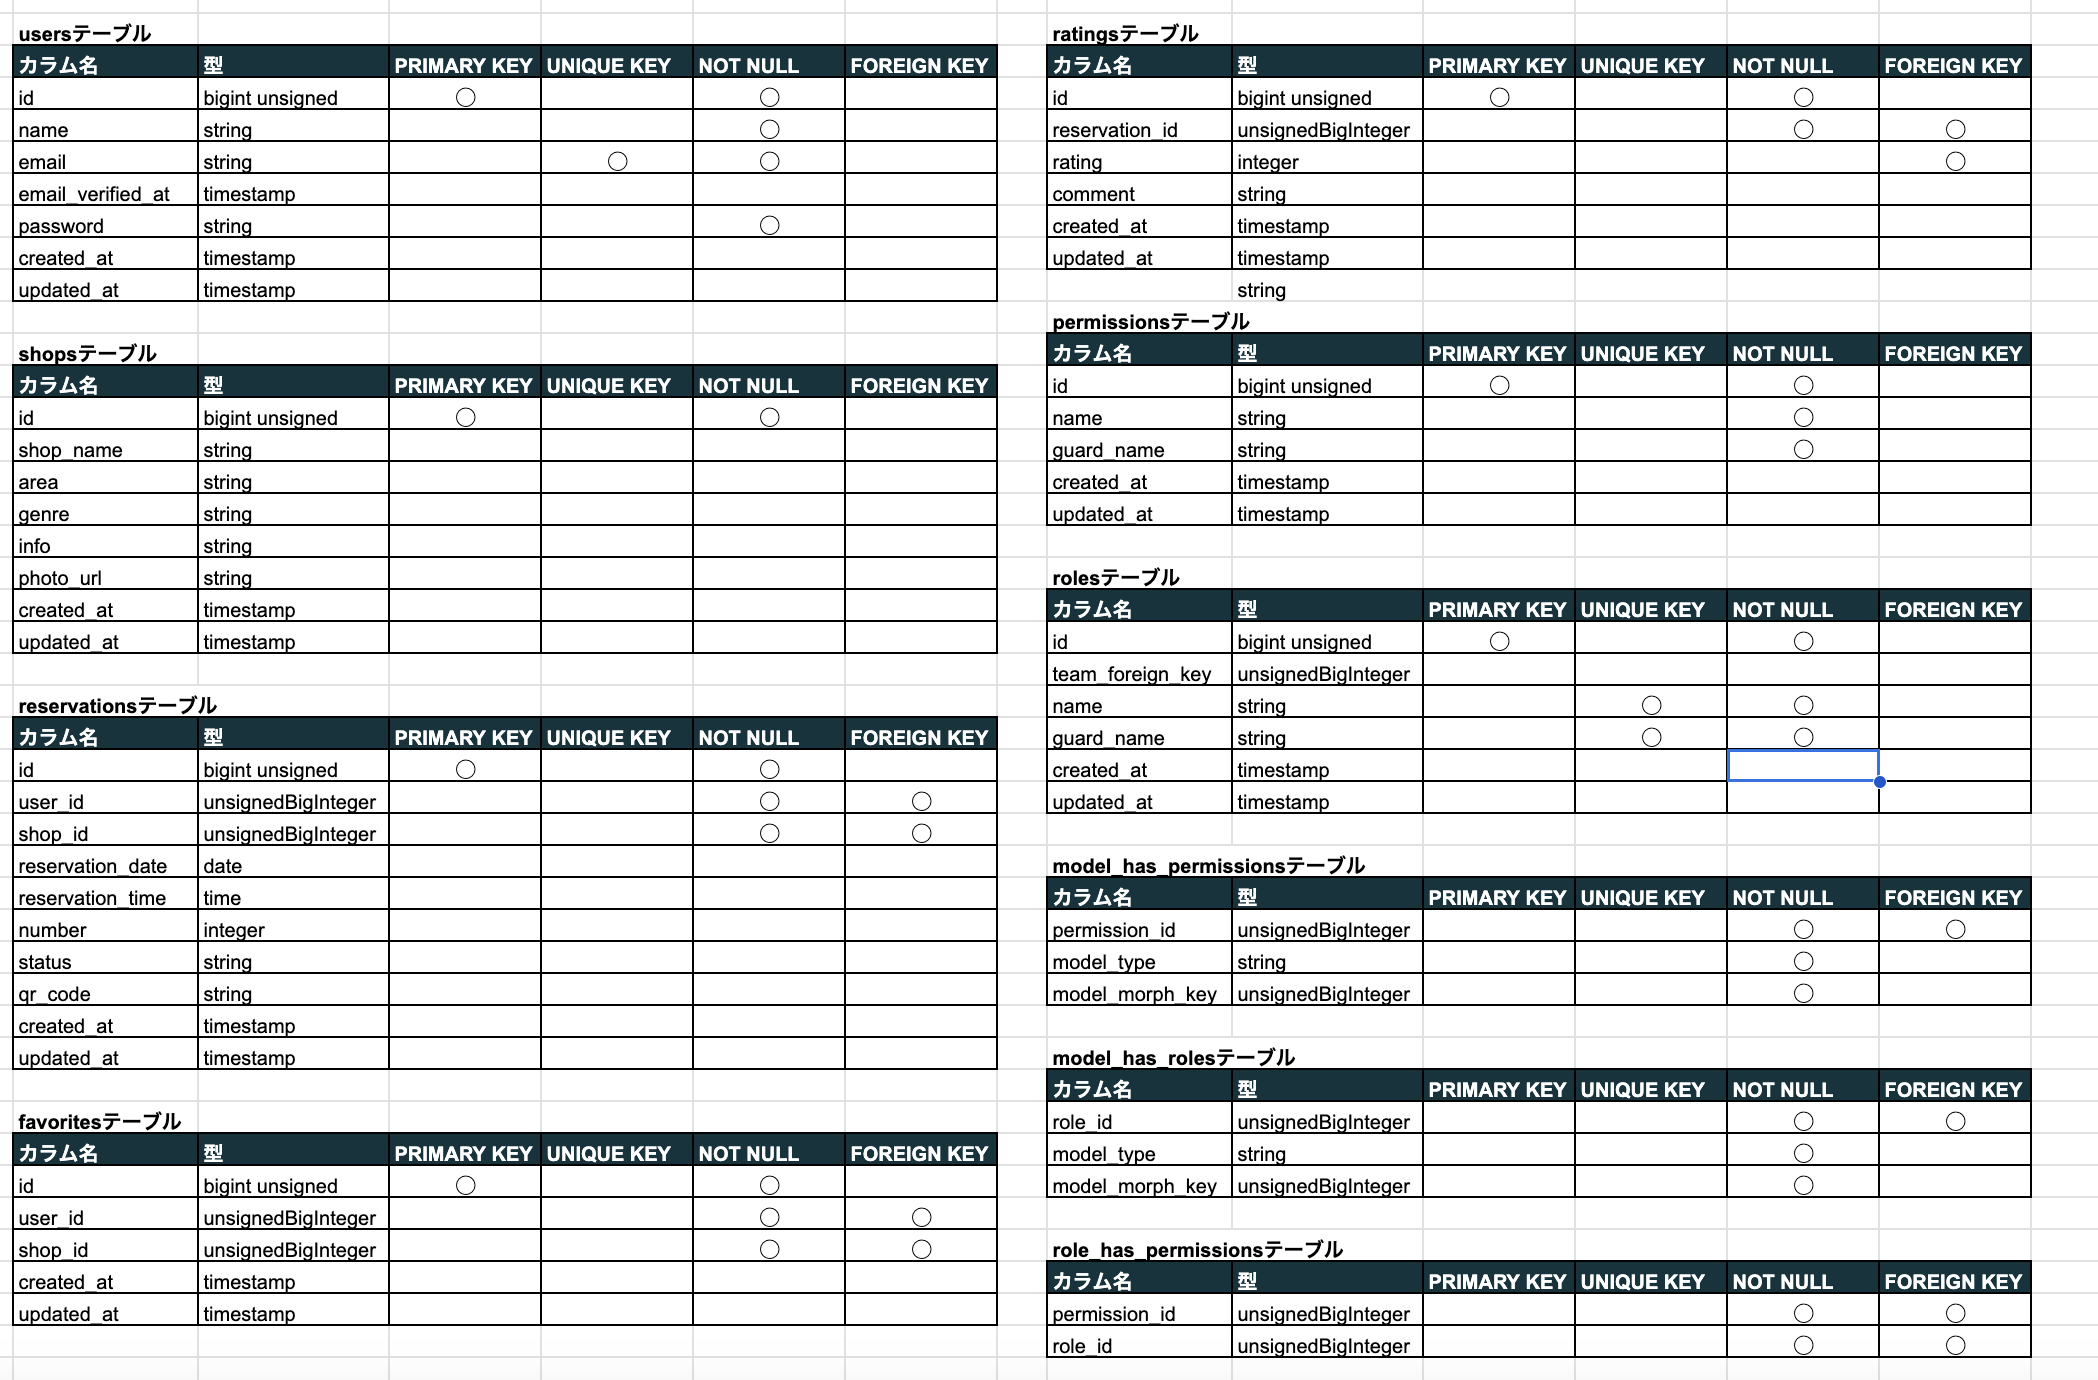 usersテーブル
カラム名 型 PRIMARY KEY UNIQUE KEY NOT NULL FOREIGN KEY
id bigint unsigned ○ ○
name string ○
email string ○ ○
email_verified_at timestamp
password string ○
created_at timestamp
updated_at timestamp
shopsテーブル
カラム名 型 PRIMARY KEY UNIQUE KEY NOT NULL FOREIGN KEY
id bigint unsigned ○ ○
shop_name string
area string
genre string
info string
photo_url string
created_at timestamp
updated_at timestamp
reservationsテーブル
カラム名 型 PRIMARY KEY UNIQUE KEY NOT NULL FOREIGN KEY
id bigint unsigned ○ ○
user_id unsignedBigInteger ○ ○
shop_id unsignedBigInteger ○ ○
reservation_date date
reservation_time time
number integer
status string
qr_code string
created_at timestamp
updated_at timestamp
favoritesテーブル
カラム名 型 PRIMARY KEY UNIQUE KEY NOT NULL FOREIGN KEY
id bigint unsigned ○ ○
user_id unsignedBigInteger ○ ○
shop_id unsignedBigInteger ○ ○
created_at timestamp
updated_at timestamp
ratingsテーブル
カラム名 型 PRIMARY KEY UNIQUE KEY NOT NULL FOREIGN KEY
id bigint unsigned ○ ○
reservation_id unsignedBigInteger ○ ○
rating integer ○
comment string
created_at timestamp
updated_at timestamp
string
permissionsテーブル
カラム名 型 PRIMARY KEY UNIQUE KEY NOT NULL FOREIGN KEY
id bigint unsigned ○ ○
name string ○
guard_name string ○
created_at timestamp
updated_at timestamp
rolesテーブル
カラム名 型 PRIMARY KEY UNIQUE KEY NOT NULL FOREIGN KEY
id bigint unsigned ○ ○
team_foreign_key unsignedBigInteger
name string ○ ○
guard_name string ○ ○
created_at timestamp
updated_at timestamp
model_has_permissionsテーブル
カラム名 型 PRIMARY KEY UNIQUE KEY NOT NULL FOREIGN KEY
permission_id unsignedBigInteger ○ ○
model_type string ○
model_morph_key unsignedBigInteger ○
model_has_rolesテーブル
カラム名 型 PRIMARY KEY UNIQUE KEY NOT NULL FOREIGN KEY
role_id unsignedBigInteger ○ ○
model_type string ○
model_morph_key unsignedBigInteger ○
role_has_permissionsテーブル
カラム名 型 PRIMARY KEY UNIQUE KEY NOT NULL FOREIGN KEY
permission_id unsignedBigInteger ○ ○
role_id unsignedBigInteger ○ ○